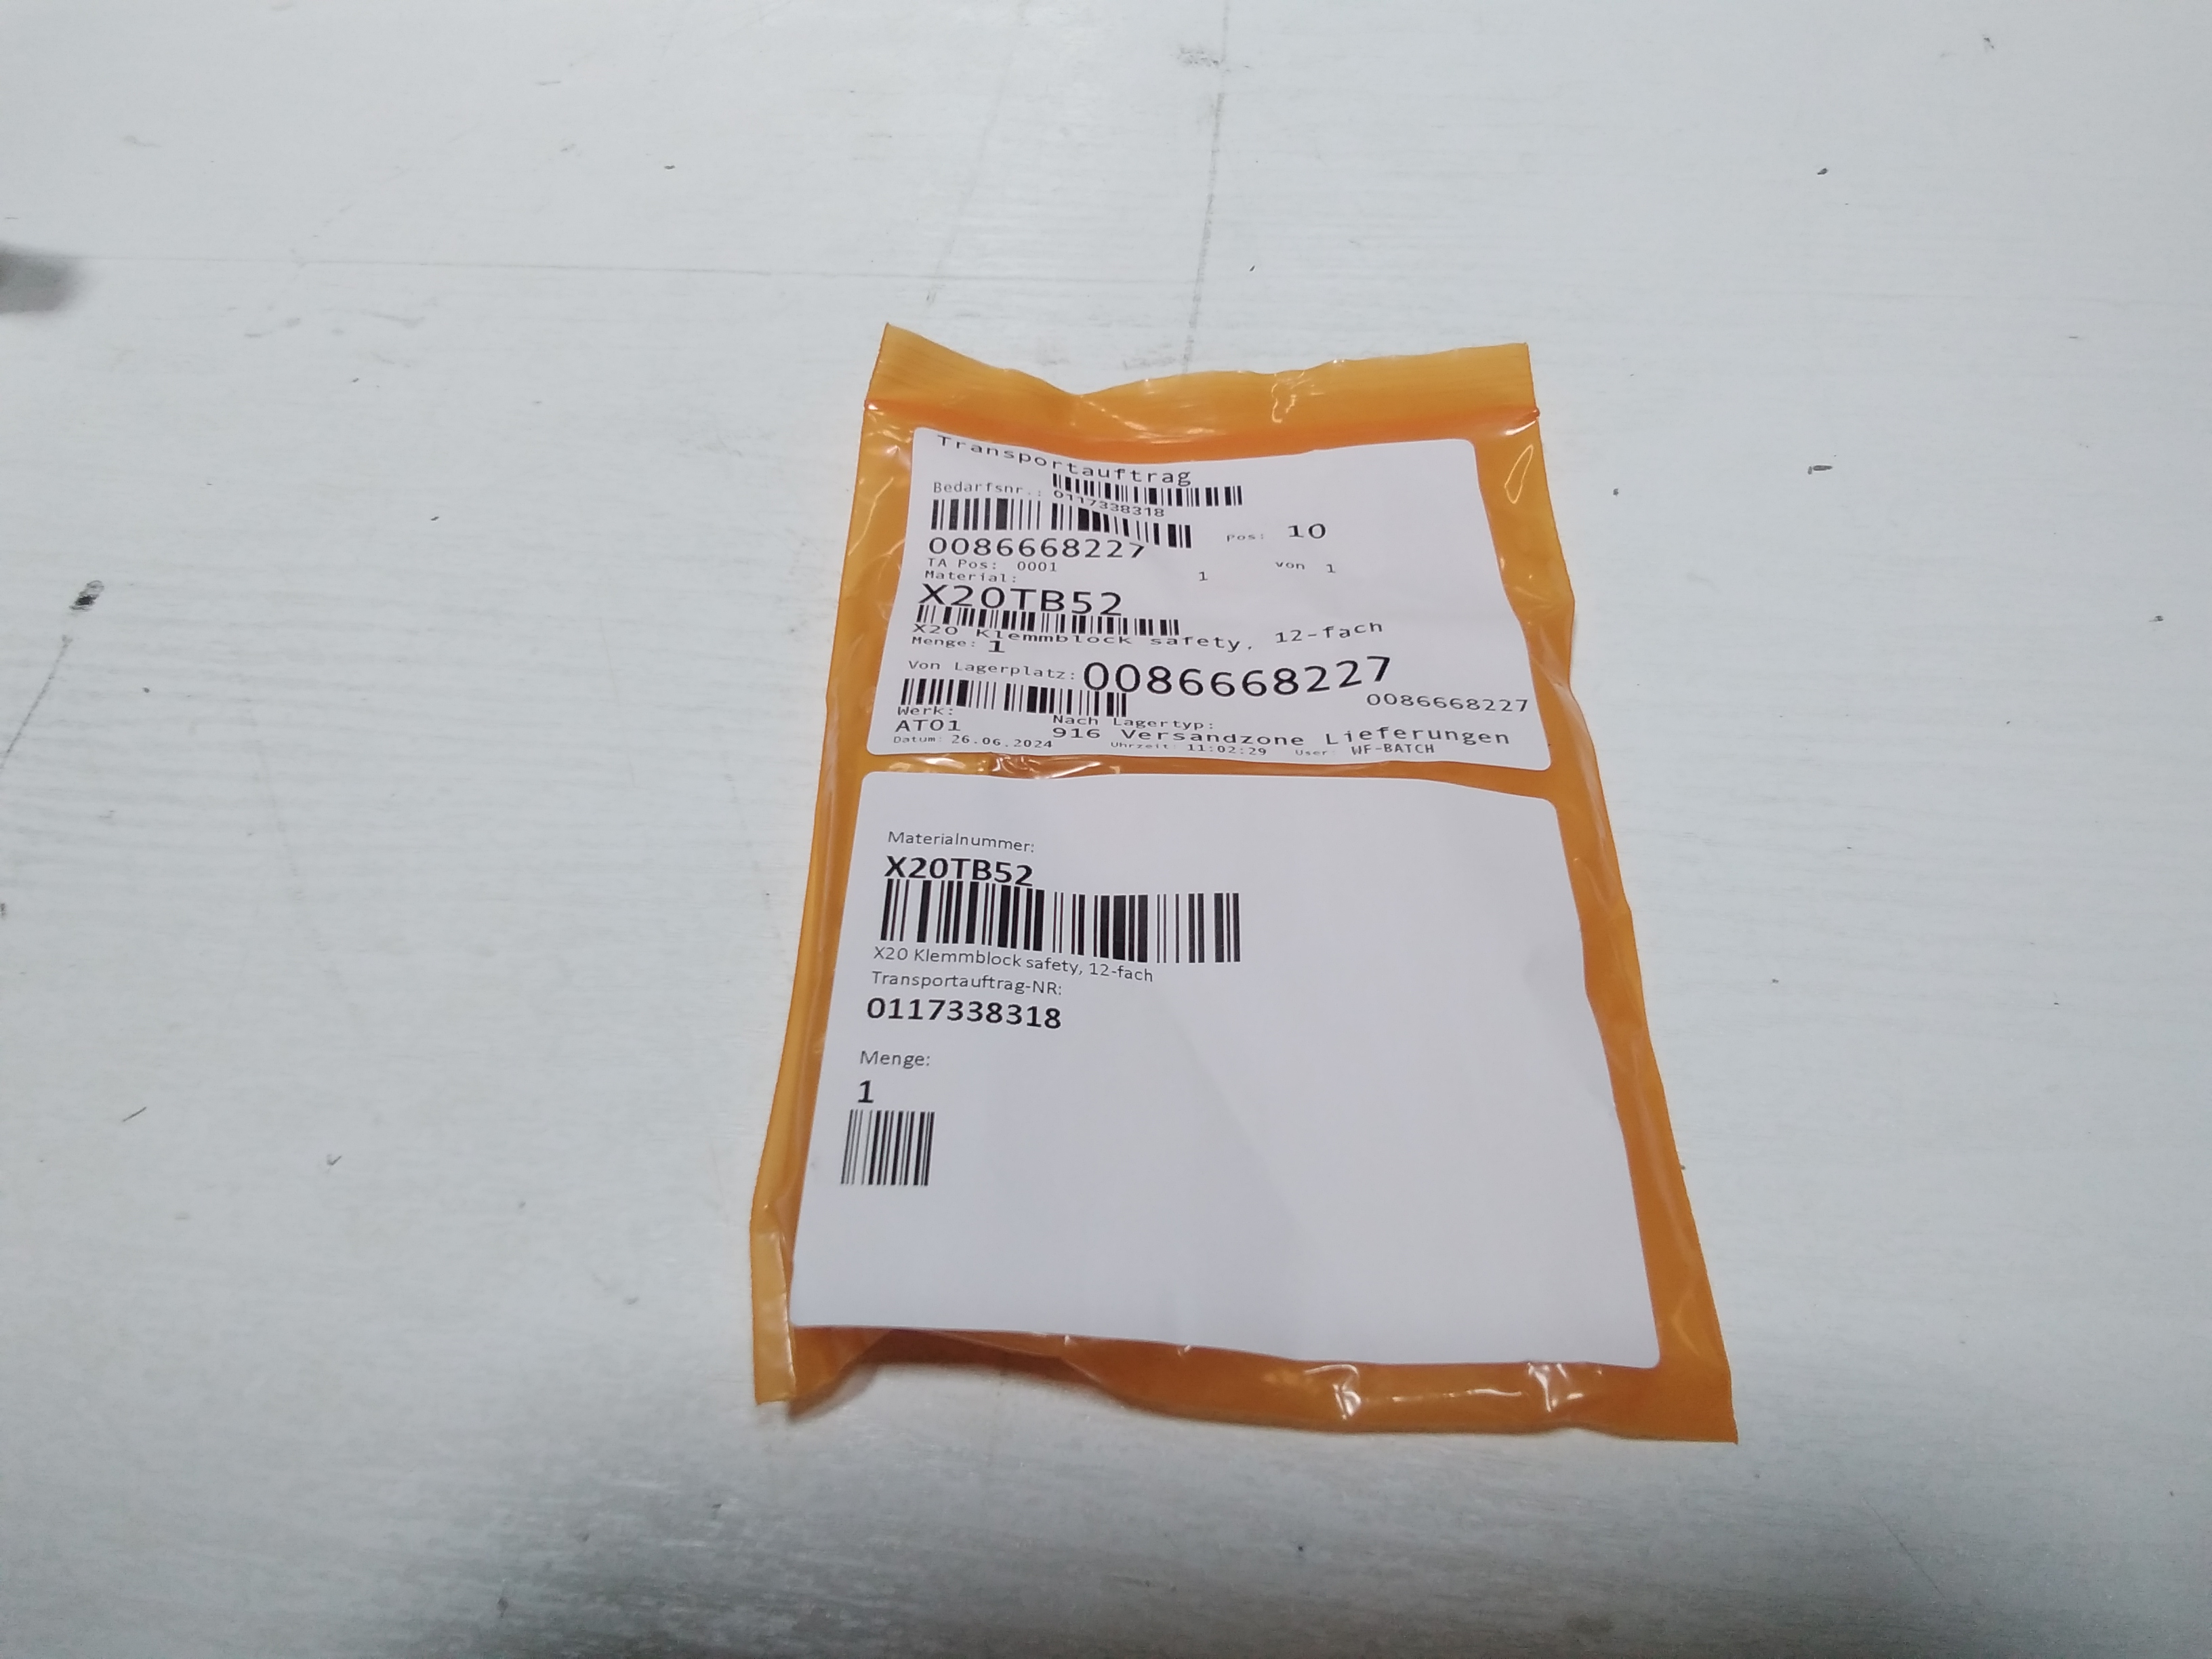 Transportauftrag
0117338318
Bedarfsnr.:
0086668227 Pos: 10
TA Pos: 0001 1 von 1
Material:
X20TB52
X20 Klemmblock safety, 12-fach
Menge: 1
Von Lagerplatz: 0086668227
0086668227
Werk: Nach Lagertyp:
AT01 916 Versandzone Lieferungen
Datum: 26.06.2024 Uhrzeit: 11:02:29 User: WF-BATCH
Materialnummer:
X20TB52
X20 Klemmblock safety, 12-fach
Transportauftrag-NR:
0117338318
Menge:
1